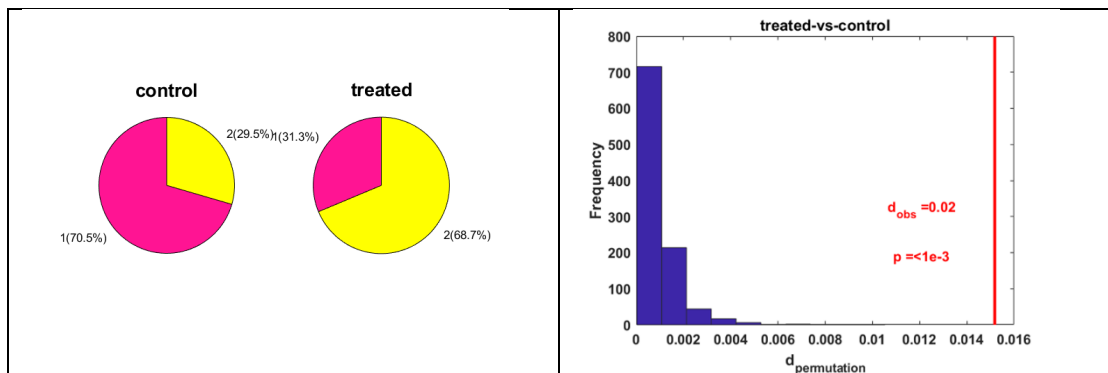 control
treated
2(29.5%)
1(31.3%)
1(70.5%)
2(68.7%)
treated-vs-control
800
700
600
500
400
300
200
100
0
Frequency
d_obs =0.02
p =<1e-3
0 0.002 0.004 0.006 0.008 0.01 0.012 0.014 0.016
d_permutation